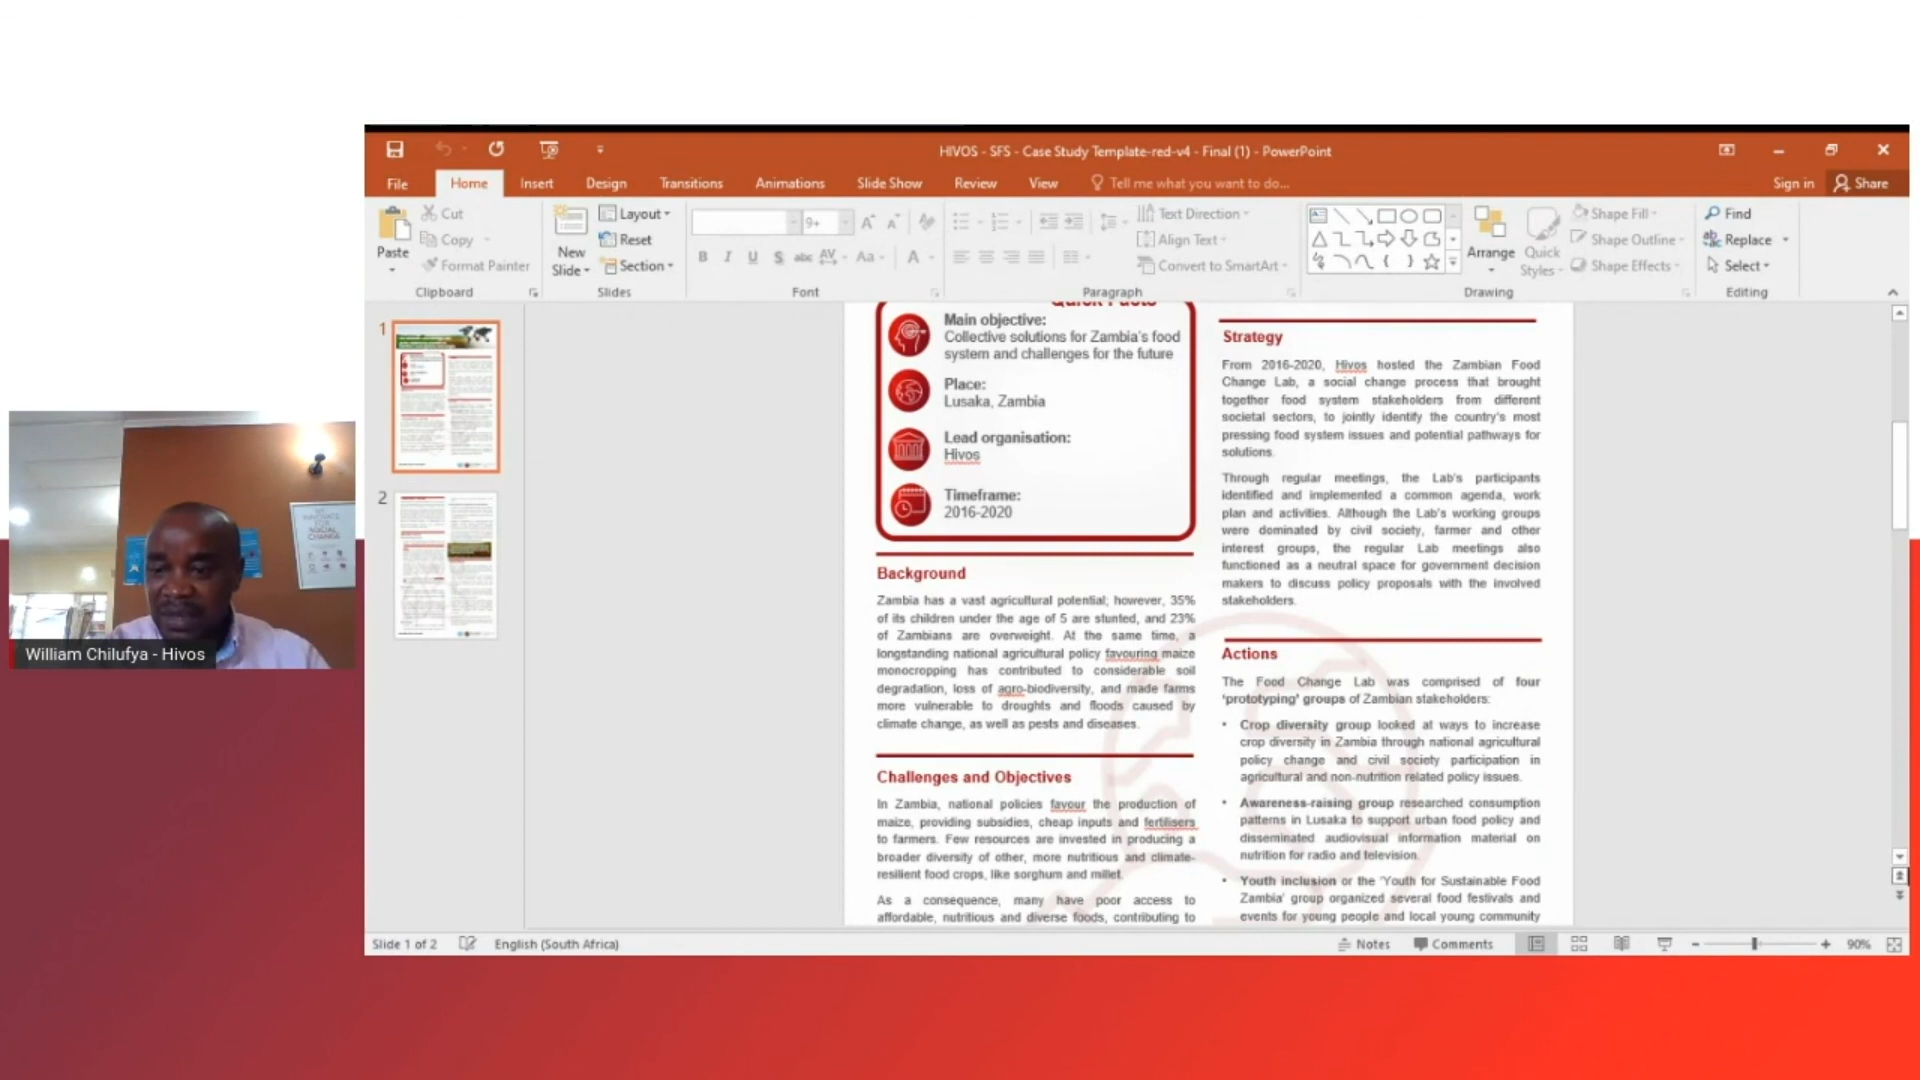 HIVOS - SFS - Case Study Template-red-v4 - Final (1) - PowerPoint
File
Home
Insert
Design
Transitions
Animations
Slide Show
Review
View
Tell me what you want to do...
Sign in
Share
Paste
Cut
Copy
Format Painter
Clipboard
New
Slide
Layout
Reset
Section
Slides
9+
Font
Text Direction
Align Text
Convert to SmartArt
Paragraph
Arrange
Quick
Styles
Shape Fill
Shape Outline
Shape Effects
Drawing
Find
Replace
Select
Editing
1
2
Quick Facts
Main objective:
Collective solutions for Zambia's food
system and challenges for the future
Place:
Lusaka, Zambia
Lead organisation:
Hivos
Timeframe:
2016-2020
Background
Zambia has a vast agricultural potential; however, 35%
of its children under the age of 5 are stunted, and 23%
of Zambians are overweight. At the same time, a
longstanding national agricultural policy favouring maize
monocropping has contributed to considerable soil
degradation, loss of agro-biodiversity, and made farms
more vulnerable to droughts and floods caused by
climate change, as well as pests and diseases.
Challenges and Objectives
In Zambia, national policies favour the production of
maize, providing subsidies, cheap inputs and fertilisers
to farmers. Few resources are invested in producing a
broader diversity of other, more nutritious and climate-
resilient food crops, like sorghum and millet.
As a consequence, many have poor access to
affordable, nutritious and diverse foods, contributing to
Strategy
From 2016-2020, Hivos hosted the Zambian Food
Change Lab, a social change process that brought
together food system stakeholders from different
societal sectors, to jointly identify the country's most
pressing food system issues and potential pathways for
solutions.
Through regular meetings, the Lab's participants
identified and implemented a common agenda, work
plan and activities. Although the Lab's working groups
were dominated by civil society, farmer and other
interest groups, the regular Lab meetings also
functioned as a neutral space for government decision
makers to discuss policy proposals with the involved
stakeholders.
Actions
The Food Change Lab was comprised of four
'prototyping' groups of Zambian stakeholders:
• Crop diversity group looked at ways to increase
crop diversity in Zambia through national agricultural
policy change and civil society participation in
agricultural and non-nutrition related policy issues.
• Awareness-raising group researched consumption
patterns in Lusaka to support urban food policy and
disseminated audiovisual information material on
nutrition for radio and television.
• Youth inclusion or the 'Youth for Sustainable Food
Zambia' group organized several food festivals and
events for young people and local young community
William Chilufya - Hivos
INNOVATE
FOR
SOCIAL
CHANGE
Slide 1 of 2
English (South Africa)
Notes
Comments
90%